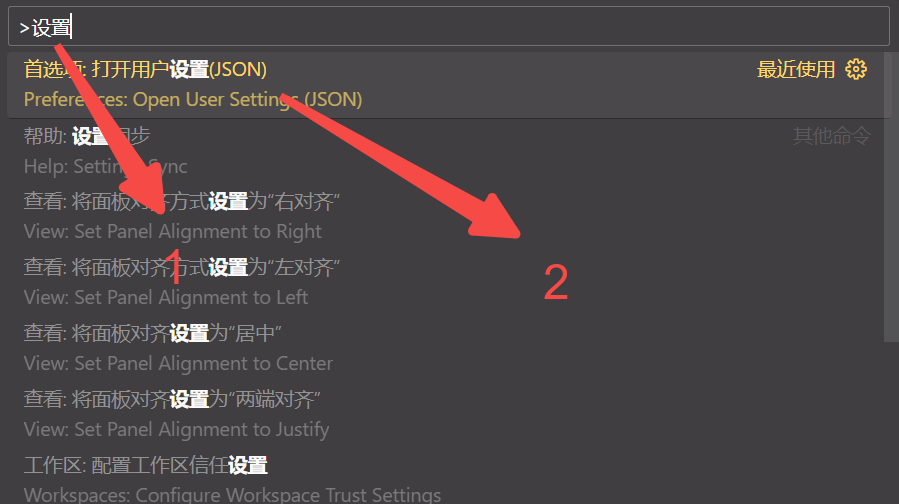 >设置
首选项: 打开用户设置(JSON) 最近使用
Preferences: Open User Settings (JSON)
帮助: 设置同步 其他命令
Help: Settings Sync
查看: 将面板对齐方式设置为“右对齐”
View: Set Panel Alignment to Right
1
查看: 将面板对齐方式设置为“左对齐”
2
View: Set Panel Alignment to Left
查看: 将面板对齐设置为“居中”
View: Set Panel Alignment to Center
查看: 将面板对齐设置为“两端对齐”
View: Set Panel Alignment to Justify
工作区: 配置工作区信任设置
Workspaces: Configure Workspace Trust Settings